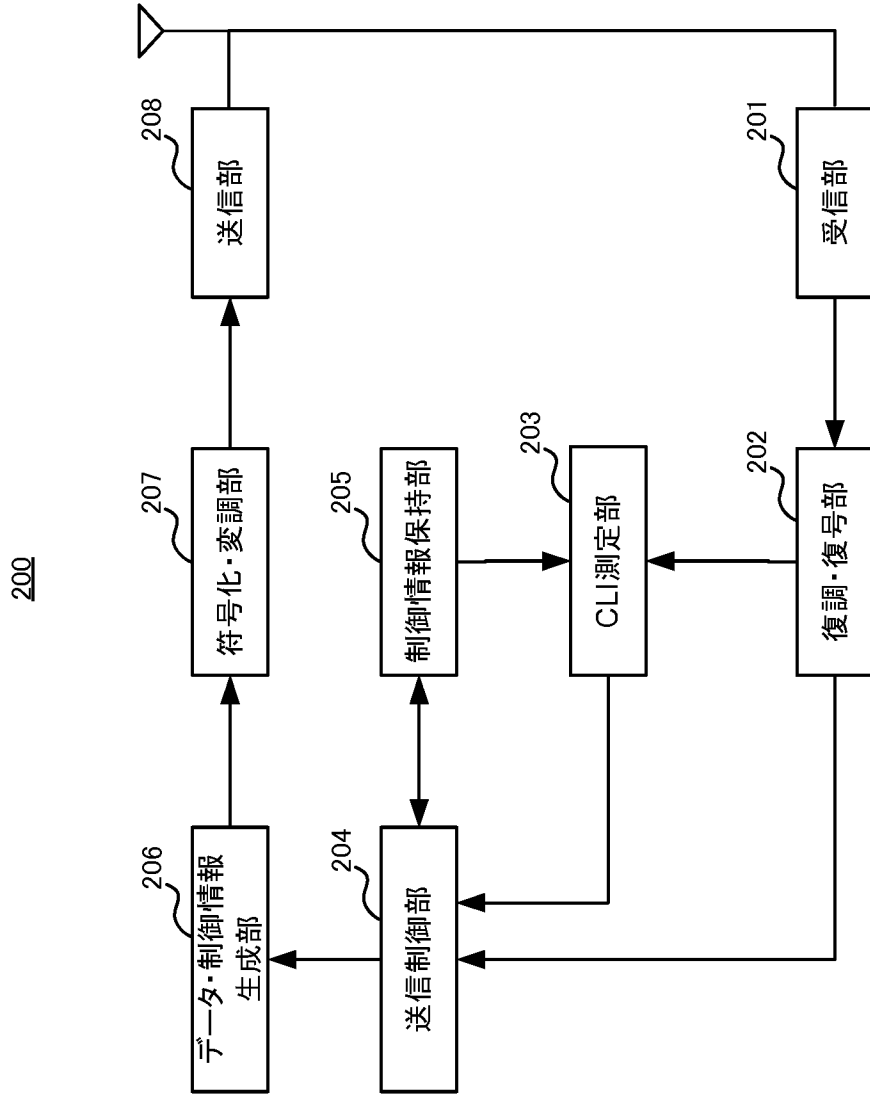 200
206
データ・制御情報
生成部
207
符号化・変調部
208
送信部
204
送信制御部
205
制御情報保持部
203
CLI測定部
202
復調・復号部
201
受信部